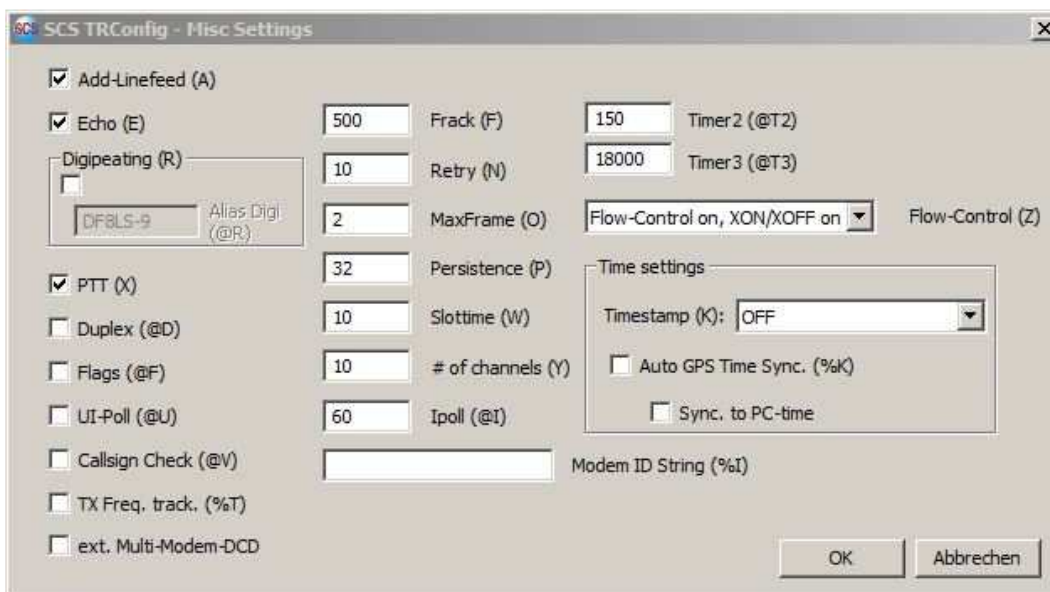 SCS TRConfig - Misc Settings
Add-Linefeed (A)
Echo (E)
Digipeating (R)
DF8LS-9
Alias Digi
(@R)
PTT (X)
Duplex (@D)
Flags (@F)
UI-Poll (@U)
Callsign Check (@V)
TX Freq. track. (%T)
ext. Multi-Modem-DCD
500 Frack (F)
10 Retry (N)
2 MaxFrame (O)
32 Persistence (P)
10 Slottime (W)
10 # of channels (Y)
60 Ipoll (@I)
Modem ID String (%I)
150 Timer2 (@T2)
18000 Timer3 (@T3)
Flow-Control on, XON/XOFF on Flow-Control (Z)
Time settings
Timestamp (K): OFF
Auto GPS Time Sync. (%K)
Sync. to PC-time
OK Abbrechen